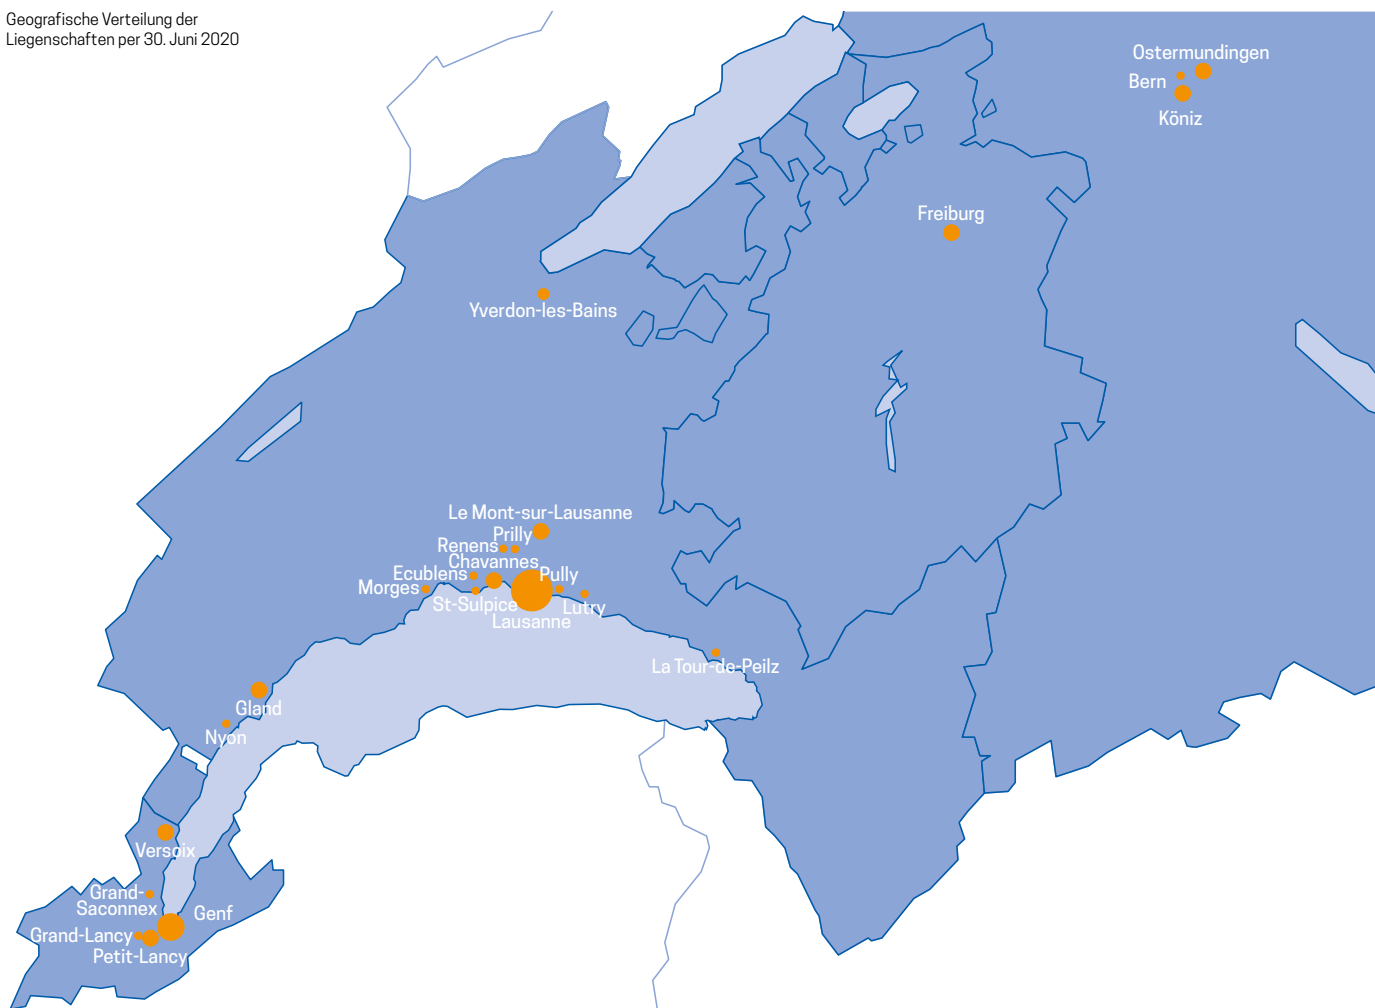 Geografische Verteilung der
Liegenschaften per 30. Juni 2020
Ostermundingen
Bern
Köniz
Freiburg
Yverdon-les-Bains
Le Mont-sur-Lausanne
Prilly
Renens
Chavannes
Ecublens
Pully
Morges
St-Sulpice
Lutry
Lausanne
La Tour-de-Peilz
Gland
Nyon
Versoix
Grand-
Saconnex
Genf
Grand-Lancy
Petit-Lancy